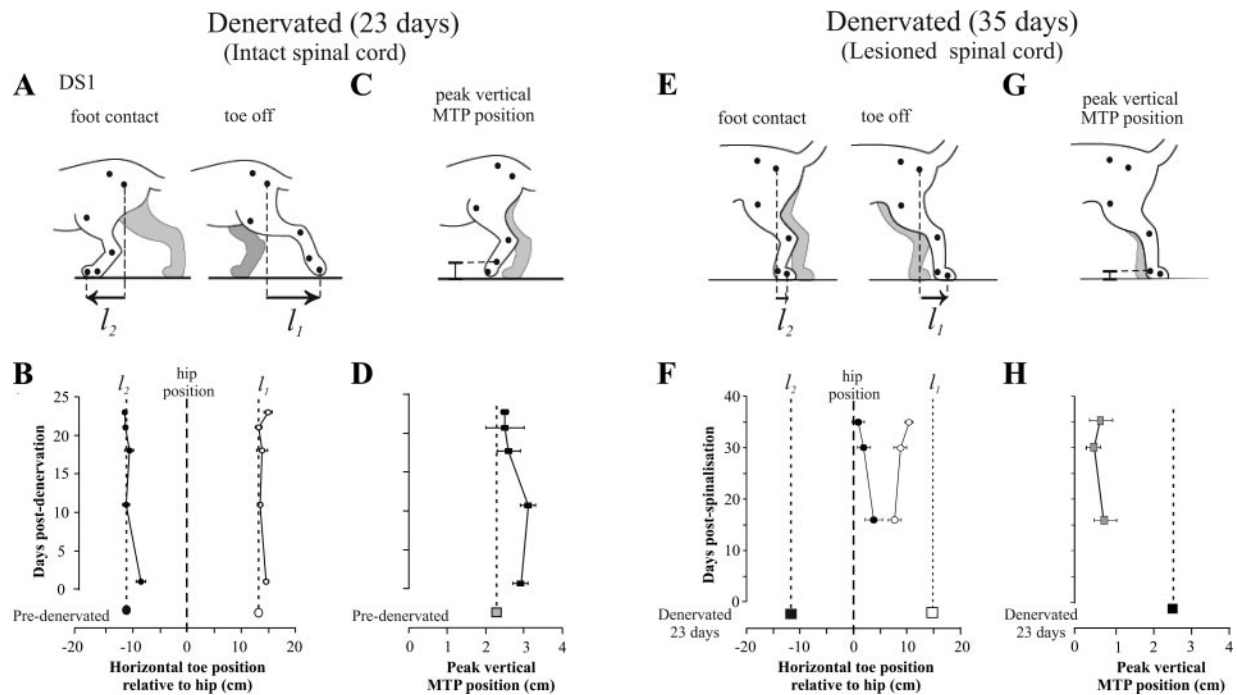 Denervated (23 days)
(Intact spinal cord)
Denervated (35 days)
(Lesioned spinal cord)
A DS1
foot contact
toe off
l2
l1
C
peak vertical
MTP position
E
foot contact
toe off
l2
l1
G
peak vertical
MTP position
B
l2
hip
position
l1
Days post-denervation
25
20
15
10
5
0
Pre-denervated
-20 -10 0 10 20
Horizontal toe position
relative to hip (cm)
D
Pre-denervated
0 1 2 3 4
Peak vertical
MTP position (cm)
F
l2
hip
position
l1
Days post-spinalisation
40
30
20
10
0
Denervated
23 days
-20 -10 0 10 20
Horizontal toe position
relative to hip (cm)
H
Denervated
23 days
0 1 2 3 4
Peak vertical
MTP position (cm)